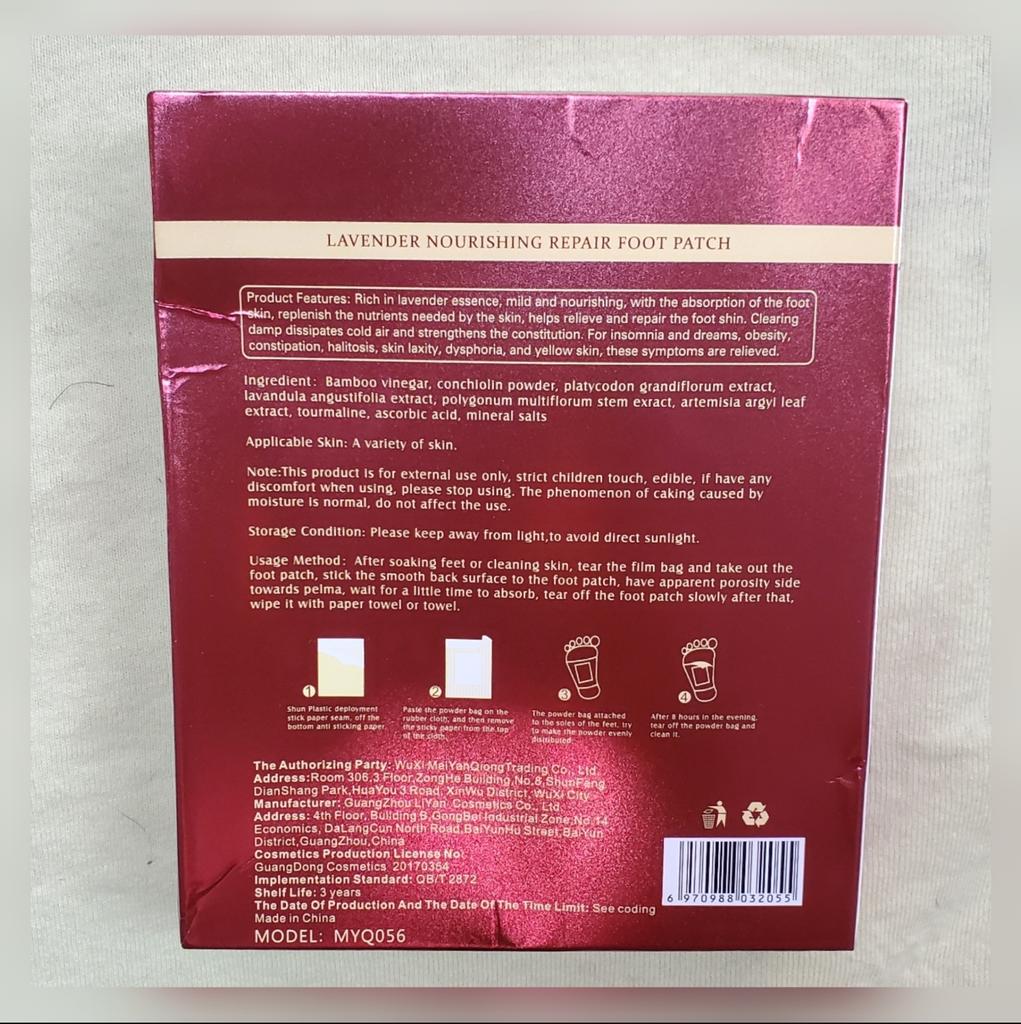 LAVENDER NOURISHING REPAIR FOOT PATCH
Product Features: Rich in lavender essence, mild and nourishing, with the absorption of the foot
skin, replenish the nutrients needed by the skin, helps relieve and repair the foot shin. Clearing
damp dissipates cold air and strengthens the constitution. For insomnia and dreams, obesity,
constipation, halitosis, skin laxity, dysphoria, and yellow skin, these symptoms are relieved.
Ingredient: Bamboo vinegar, conchiolin powder, platycodon grandiflorum extract,
lavandula angustifolia extract, polygonum multiflorum stem exract, artemisia argyi leaf
extract, tourmaline, ascorbic acid, mineral salts
Applicable Skin: A variety of skin.
Note:This product is for external use only, strict children touch, edible, if have any
discomfort when using, please stop using. The phenomenon of caking caused by
moisture is normal, do not affect the use.
Storage Condition: Please keep away from light,to avoid direct sunlight.
Usage Method: After soaking feet or cleaning skin, tear the film bag and take out the
foot patch, stick the smooth back surface to the foot patch, have apparent porosity side
towards pelma, wait for a little time to absorb, tear off the foot patch slowly after that,
wipe it with paper towel or towel.
1
Shun Plastic deployment
stick paper seam, off the
bottom anti sticking paper.
2
Paste the powder bag on the
rubber cloth, and then remove
the sticky paper from the top
of the cloth.
3
The powder bag attached
to the soles of the feet, try
to make the powder evenly
distributed.
4
After 8 hours in the evening,
tear off the powder bag and
clean it.
The Authorizing Party: WuXi MeiYanQiongTrading Co., Ltd.
Address:Room 306,3 Floor,ZongHe Building,No.8,ShunFeng
DianShang Park,HuaYou 3 Road, XinWu District, WuXi City
Manufacturer: GuangZhou LiYan Cosmetics Co., Ltd.
Address: 4th Floor, Building B,GongBei Industrial Zone,No.14
Economics, DaLangCun North Road,BaiYunHu Street,BaiYun
District,GuangZhou,China
Cosmetics Production License No:
GuangDong Cosmetics 20170364
Implementation Standard: QB/T 2872
Shelf Life: 3 years
The Date Of Production And The Date Of The Time Limit: See coding
Made in China
MODEL: MYQ056
6 970988 032055